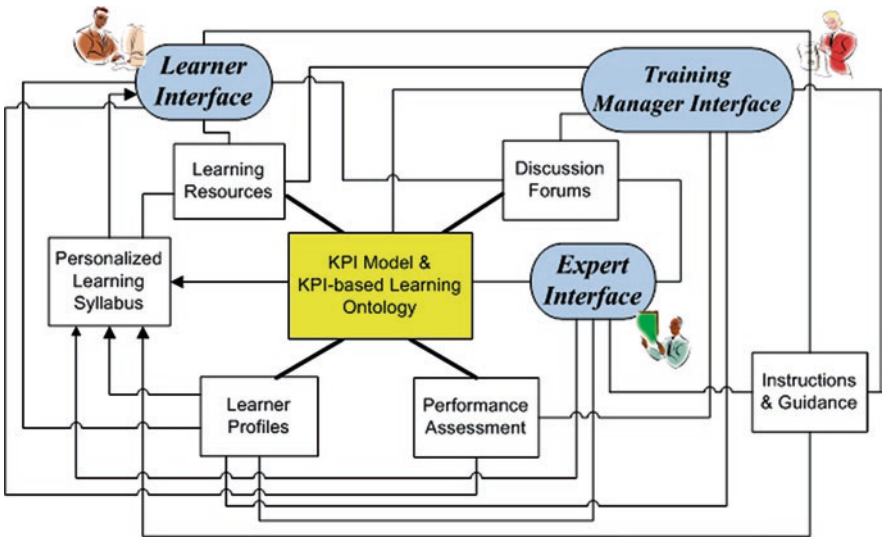 Learner
Interface
Training
Manager Interface
Learning
Resources
Discussion
Forums
Personalized
Learning
Syllabus
KPI Model &
KPI-based Learning
Ontology
Expert
Interface
Learner
Profiles
Performance
Assessment
Instructions
& Guidance